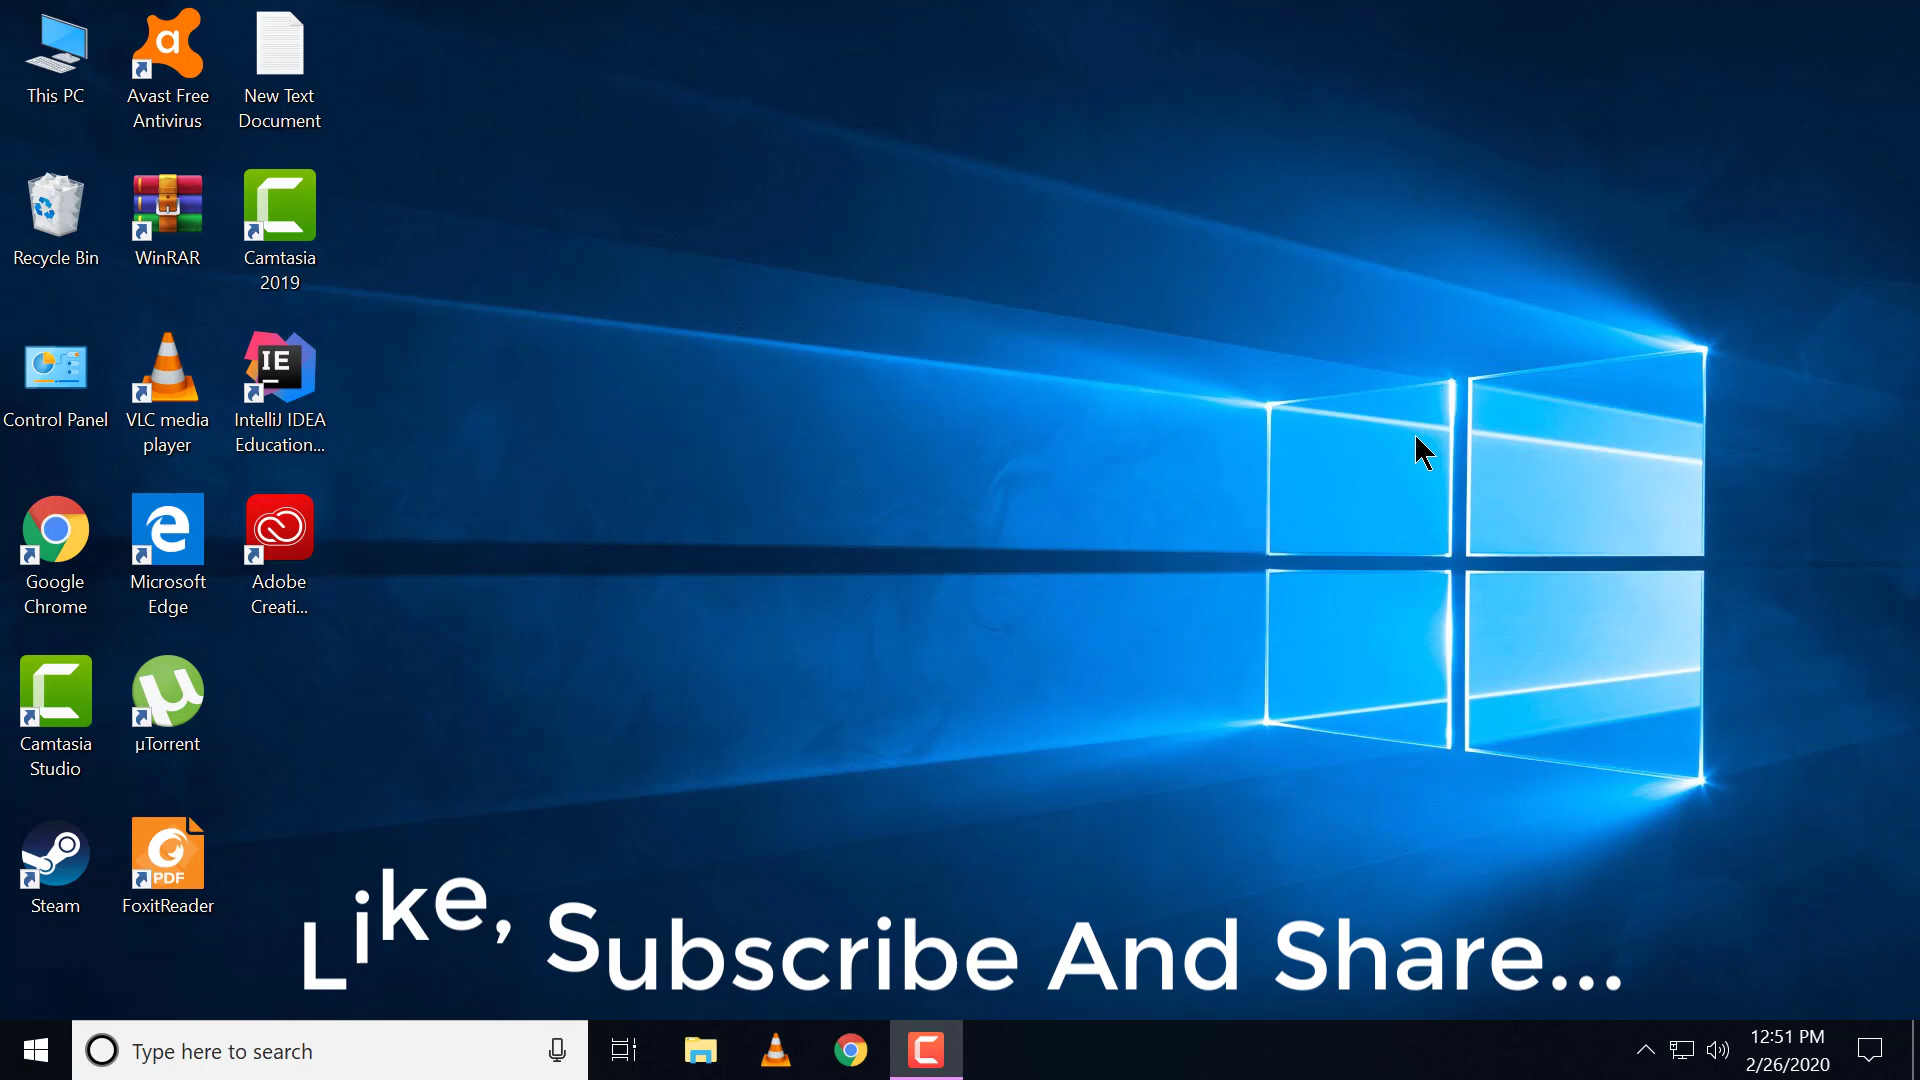 This PC
Avast Free
Antivirus
a
New Text
Document
Recycle Bin
WinRAR
Camtasia
2019
Control Panel
VLC media
player
IE
IntelliJ IDEA
Education...
Google
Chrome
Microsoft
Edge
Adobe
Creati...
Camtasia
Studio
µ
µTorrent
Steam
PDF
FoxitReader
Like, Subscribe And Share...
Type here to search
12:51 PM
2/26/2020